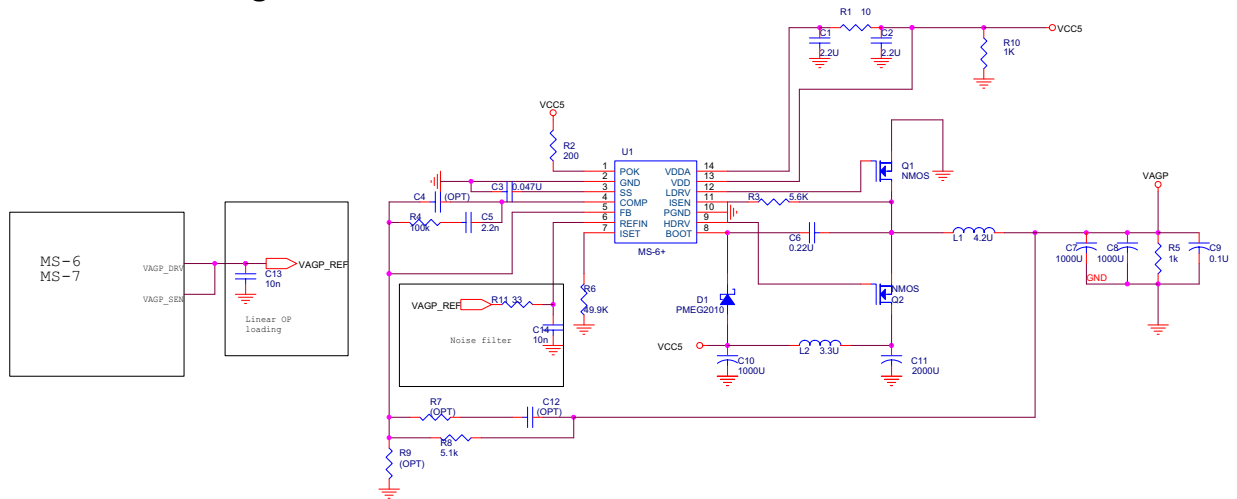 g
R1 10
C1
2.2U
C2
2.2U
VCC5
R10
1K
VCC5
R2
200
U1
1 POK VDDA 14
2 GND VDD 13
3 SS LDRV 12
4 COMP ISEN 11
5 FB PGND 10
6 REFIN HDRV 9
7 ISET BOOT 8
MS-6+
C3 0.047U
C4 (OPT)
R4
100k
C5
2.2n
Q1
NMOS
R3 5.6K
VAGP
C6
0.22U
L1 4.2U
C7
1000U
C8
1000U
R5
1k
C9
0.1U
GND
MS-6
MS-7
VAGP_DRV
VAGP_SEN
C13
10n
VAGP_REF
Linear OP
loading
VAGP_REF
R11 33
C14
10n
Noise filter
R6
49.9K
D1
PMEG2010
NMOS
Q2
VCC5
L2 3.3U
C10
1000U
C11
2000U
R7
(OPT)
C12
(OPT)
R8
5.1k
R9
(OPT)